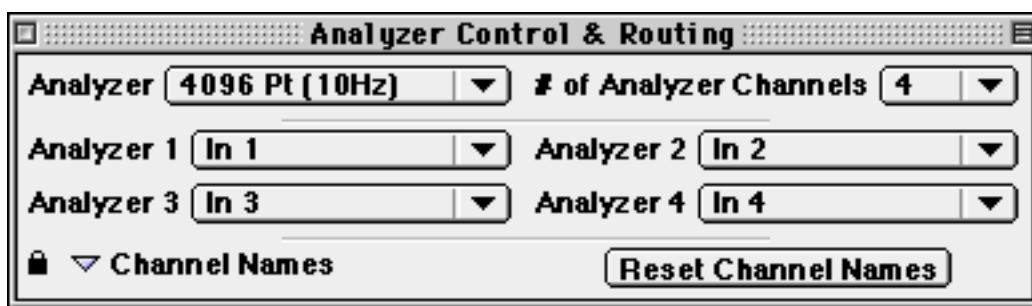 Analyzer Control & Routing
Analyzer 4096 Pt (10Hz) # of Analyzer Channels 4
Analyzer 1 In 1 Analyzer 2 In 2
Analyzer 3 In 3 Analyzer 4 In 4
Channel Names Reset Channel Names